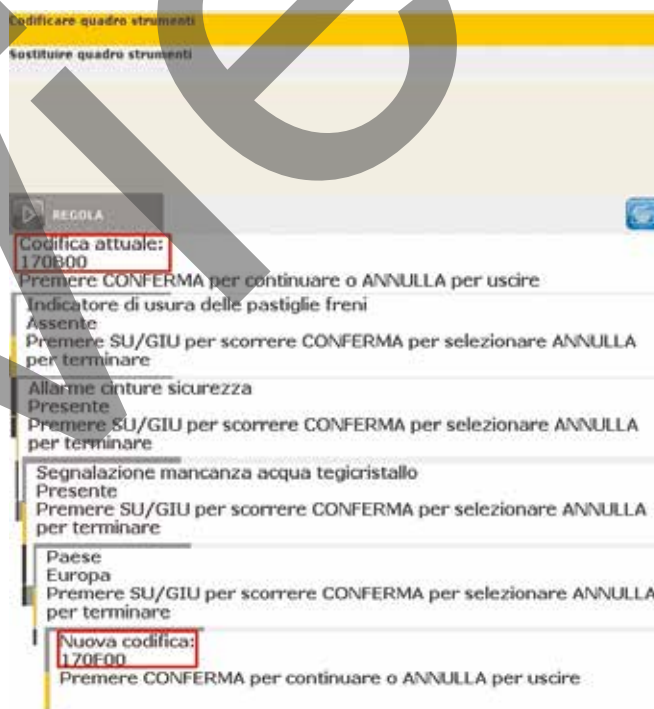 Codificare quadro strumenti
Sostituire quadro strumenti
REGOLA
Codifica attuale:
170B00
Premere CONFERMA per continuare o ANNULLA per uscire
Indicatore di usura delle pastiglie freni
Assente
Premere SU/GIU per scorrere CONFERMA per selezionare ANNULLA
per terminare
Allarme cinture sicurezza
Presente
Premere SU/GIU per scorrere CONFERMA per selezionare ANNULLA
per terminare
Segnalazione mancanza acqua tegicristallo
Presente
Premere SU/GIU per scorrere CONFERMA per selezionare ANNULLA
per terminare
Paese
Europa
Premere SU/GIU per scorrere CONFERMA per selezionare ANNULLA
per terminare
Nuova codifica:
170F00
Premere CONFERMA per continuare o ANNULLA per uscire